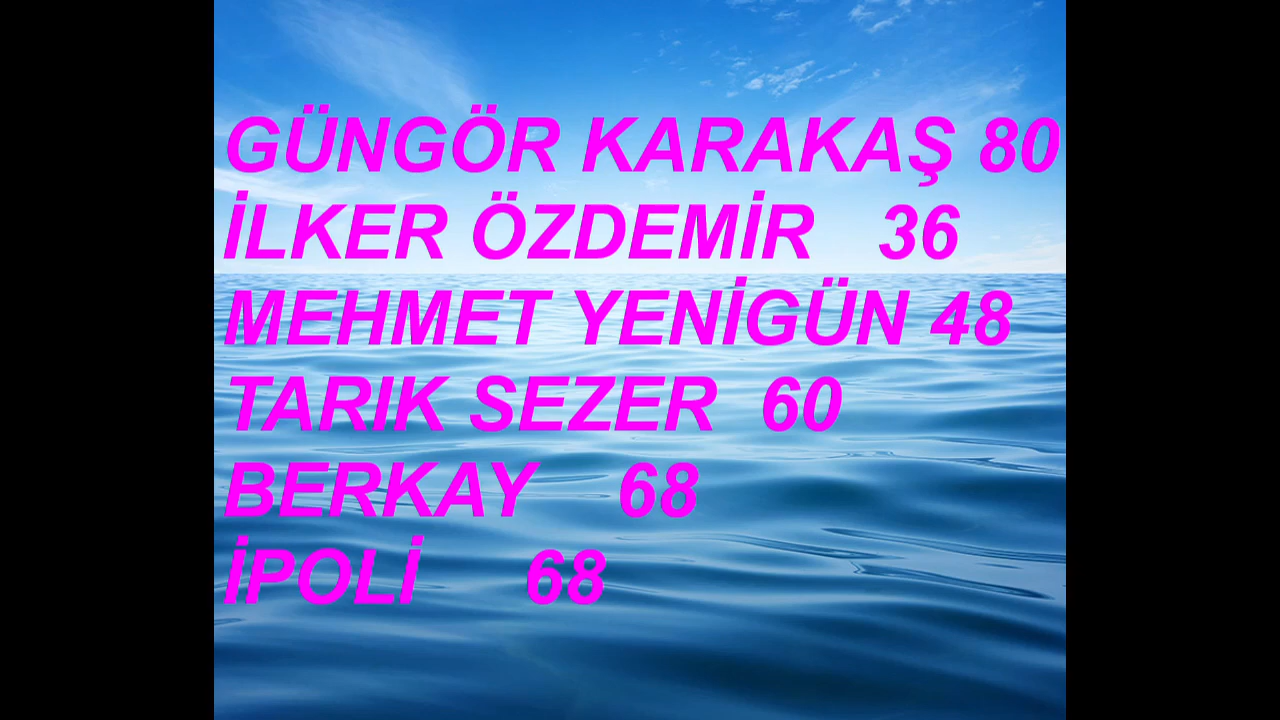 GÜNGÖR KARAKAŞ 80
İLKER ÖZDEMİR 36
MEHMET YENİGÜN 48
TARIK SEZER 60
BERKAY 68
İPOLİ 68